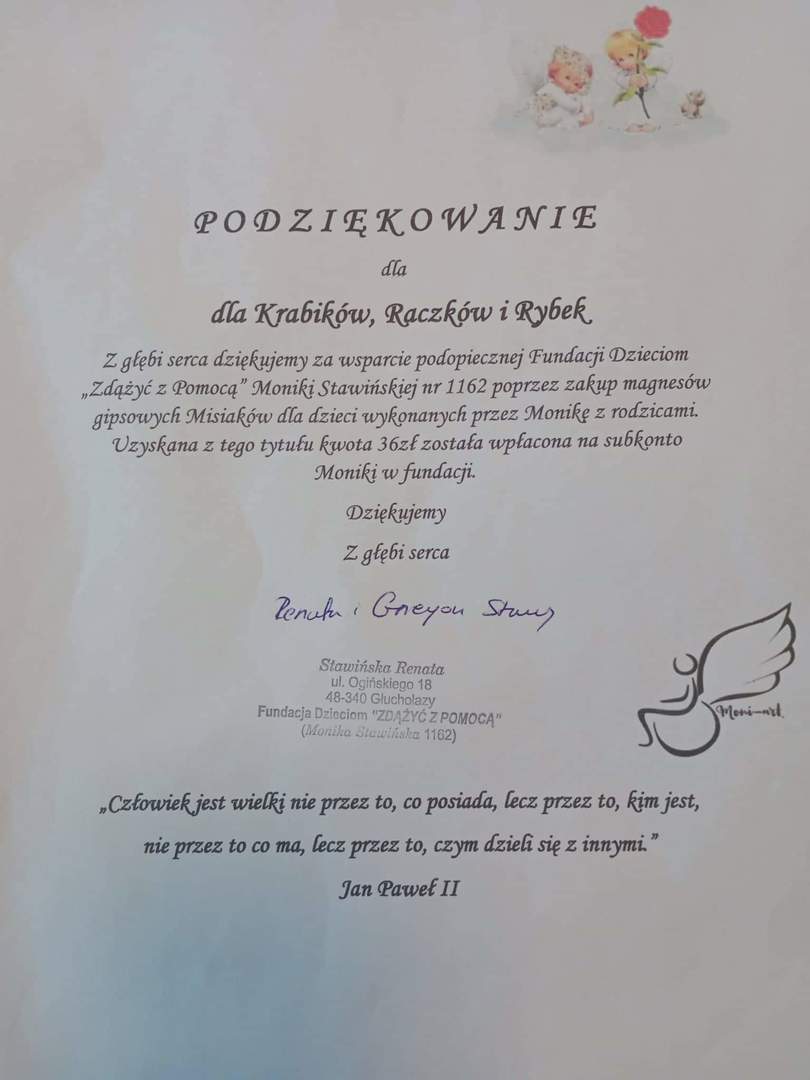 PODZIĘKOWANIE
dla
dla Krabików, Raczków i Rybek
Z głębi serca dziękujemy za wsparcie podopiecznej Fundacji Dzieciom
„Zdążyć z Pomocą” Moniki Stawińskiej nr 1162 poprzez zakup magnesów
gipsowych Misiaków dla dzieci wykonanych przez Monikę z rodzicami.
Uzyskana z tego tytułu kwota 36zł została wpłacona na subkonto
Moniki w fundacji.
Dziękujemy
Z głębi serca
Renata i
Stawińska Renata
ul. Ogińskiego 18
48-340 Głuchołazy
Fundacja Dzieciom "ZDĄŻYĆ Z POMOCĄ"
(Monika Stawińska 1162)
Moni-art
„Człowiek jest wielki nie przez to, co posiada, lecz przez to, kim jest,
nie przez to co ma, lecz przez to, czym dzieli się z innymi.”
Jan Paweł II